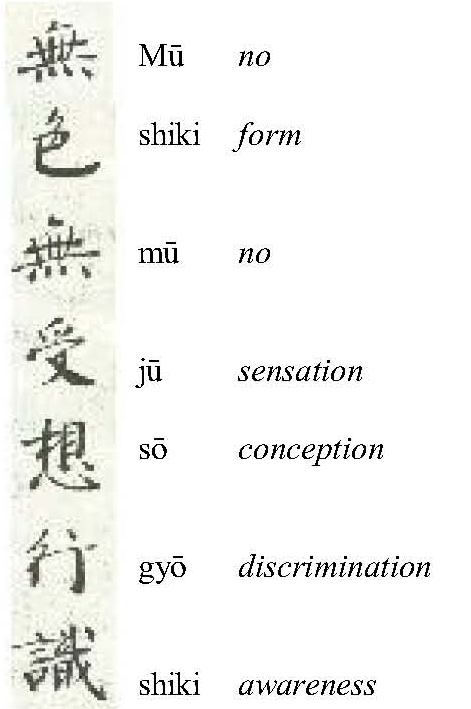 無 Mū no
色 shiki form
無 mū no
受 jū sensation
想 sō conception
行 gyō discrimination
識 shiki awareness